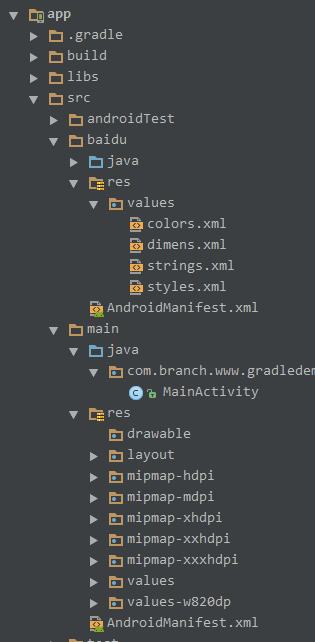 app
.gradle
build
libs
src
androidTest
baidu
java
res
values
colors.xml
dimens.xml
strings.xml
styles.xml
AndroidManifest.xml
main
java
com.branch.www.gradledem
MainActivity
res
drawable
layout
mipmap-hdpi
mipmap-mdpi
mipmap-xhdpi
mipmap-xxhdpi
mipmap-xxxhdpi
values
values-w820dp
AndroidManifest.xml